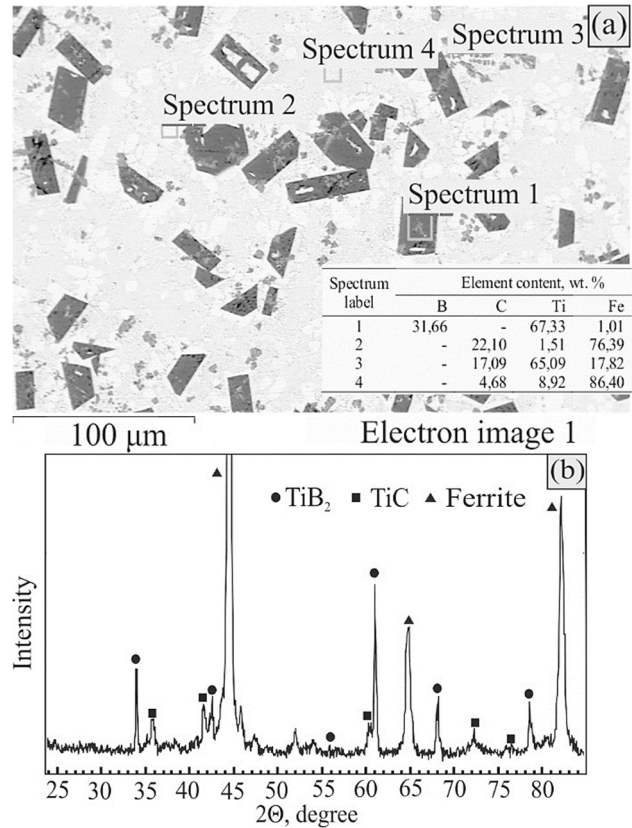 (a)
Spectrum 3
Spectrum 4
Spectrum 2
Spectrum 1
Spectrum Element content, wt. %
label B C Ti Fe
1 31,66 - 67,33 1,01
2 - 22,10 1,51 76,39
3 - 17,09 65,09 17,82
4 - 4,68 8,92 86,40
100 µm Electron image 1
(b)
● TiB₂ ■ TiC ▲ Ferrite
Intensity
25 30 35 40 45 50 55 60 65 70 75 80
2Θ, degree